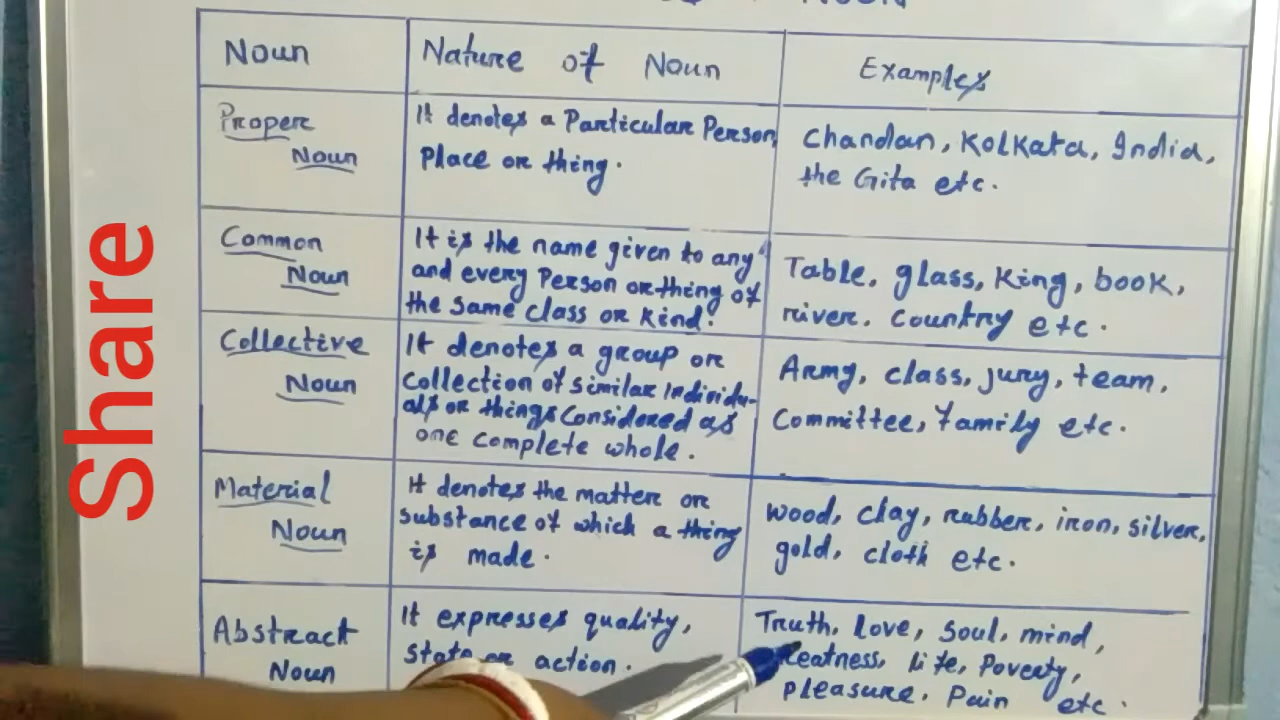 NOUN
Noun
Nature of Noun
Examples
Proper
Noun
It denotes a Particular Person,
Place or thing.
Chandan, Kolkata, India,
the Gita etc.
Common
Noun
It is the name given to any
and every Person or thing of
the same class or kind.
Table, glass, King, book,
river, country etc.
Collective
Noun
It denotes a group or
collection of similar individu-
als or things considered as
one complete whole.
Army, class, jury, team,
Committee, family etc.
Material
Noun
It denotes the matter or
substance of which a thing
is made.
wood, clay, rubber, iron, silver,
gold, cloth etc.
Abstract
Noun
It expresses quality,
state or action.
Truth, love, soul, mind,
life, Poverty,
pleasure, Pain etc.
Share